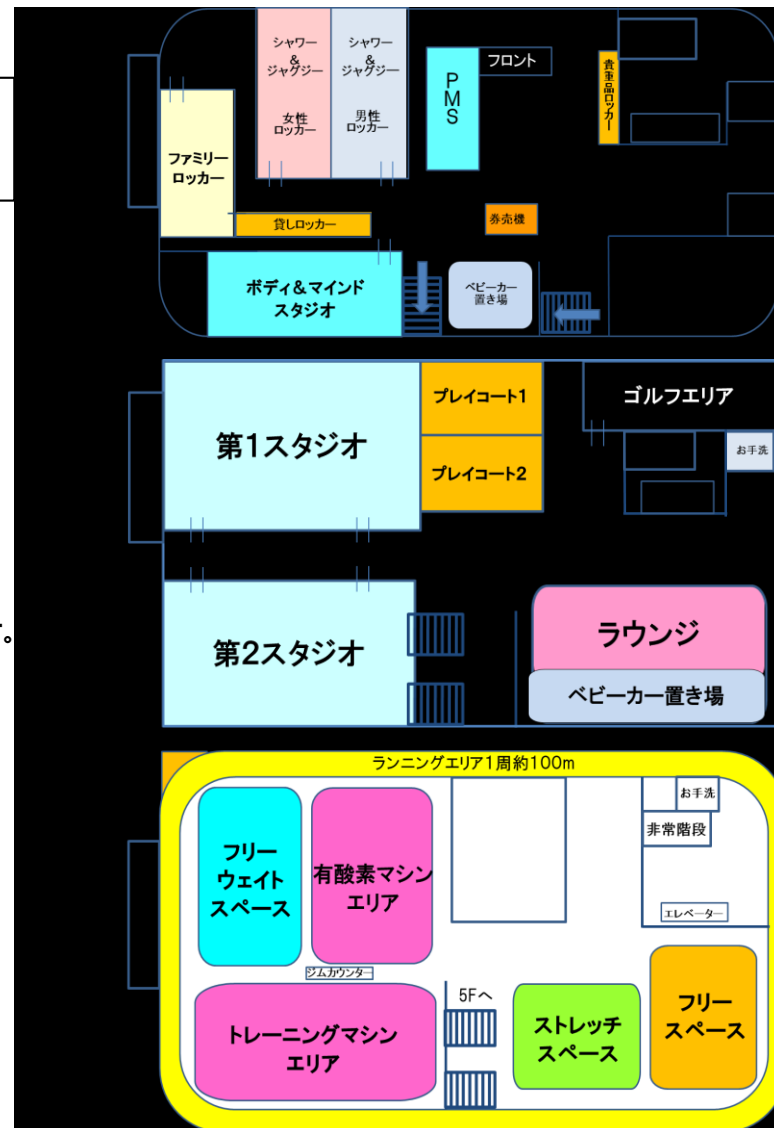 シャワー
&
ジャグジー
女性
ロッカー
シャワー
&
ジャグジー
男性
ロッカー
PMS
フロント
貴重品ロッカー
ファミリー
ロッカー
貸しロッカー
券売機
ボディ&マインド
スタジオ
ベビーカー
置き場
第1スタジオ
プレイコート1
プレイコート2
ゴルフエリア
お手洗
。
第2スタジオ
ラウンジ
ベビーカー置き場
ランニングエリア1周約100m
お手洗
非常階段
フリー
ウェイト
スペース
有酸素マシン
エリア
エレベーター
ジムカウンター
5Fへ
トレーニングマシン
エリア
ストレッチ
スペース
フリー
スペース